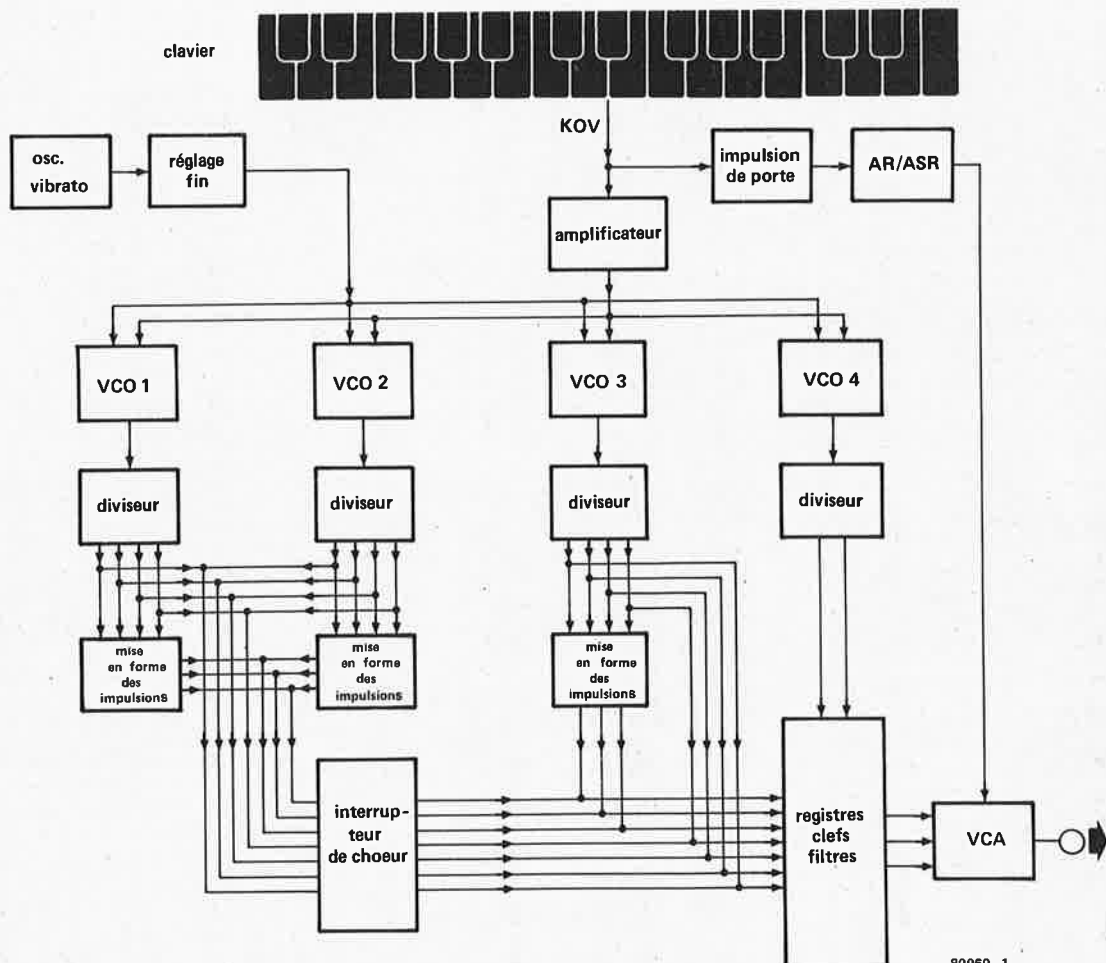 clavier
KOV
osc.
vibrato
réglage
fin
impulsion
de porte
AR/ASR
amplificateur
VCO 1
VCO 2
VCO 3
VCO 4
diviseur
diviseur
diviseur
diviseur
mise
en forme
des
impulsions
mise
en forme
des
impulsions
mise
en forme
des
impulsions
interrup-
teur
de choeur
registres
clefs
filtres
VCA